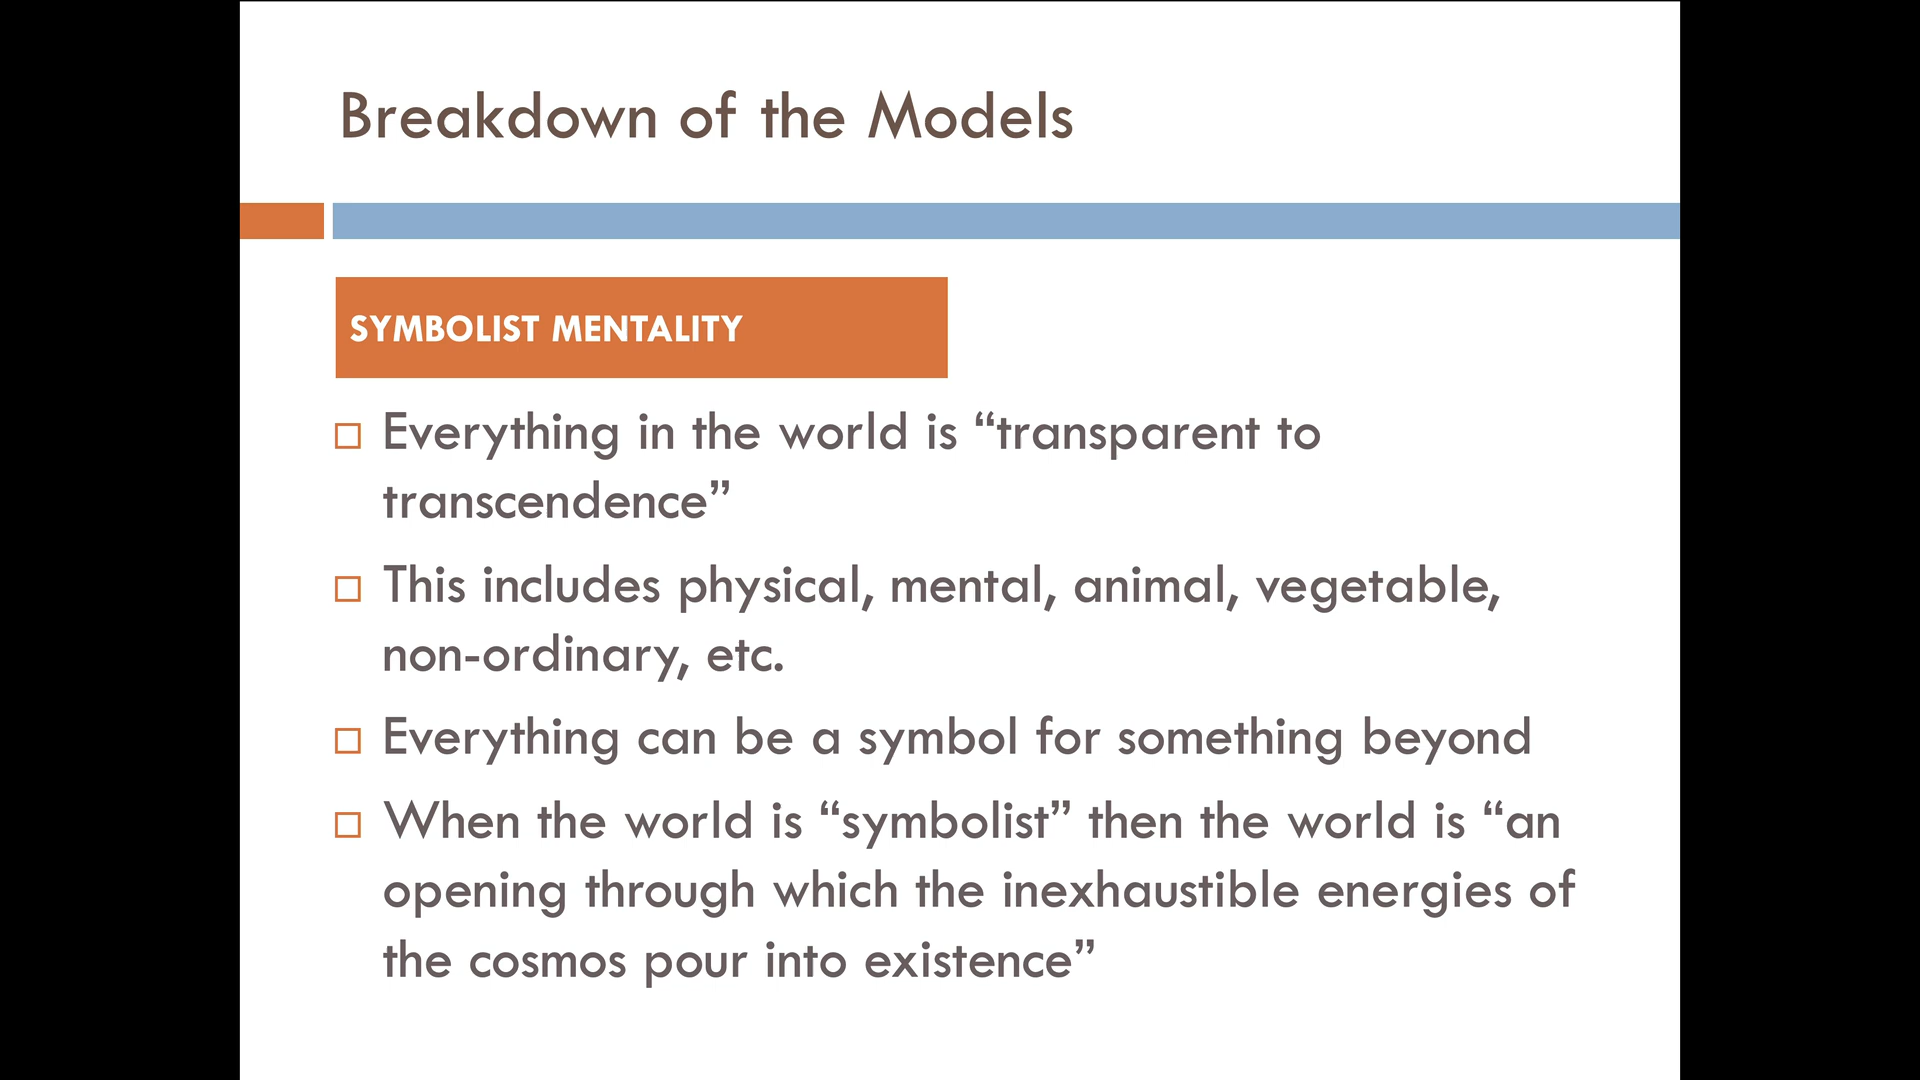 Breakdown of the Models
SYMBOLIST MENTALITY
Everything in the world is “transparent to
transcendence”
This includes physical, mental, animal, vegetable,
non-ordinary, etc.
Everything can be a symbol for something beyond
When the world is “symbolist” then the world is “an
opening through which the inexhaustible energies of
the cosmos pour into existence”